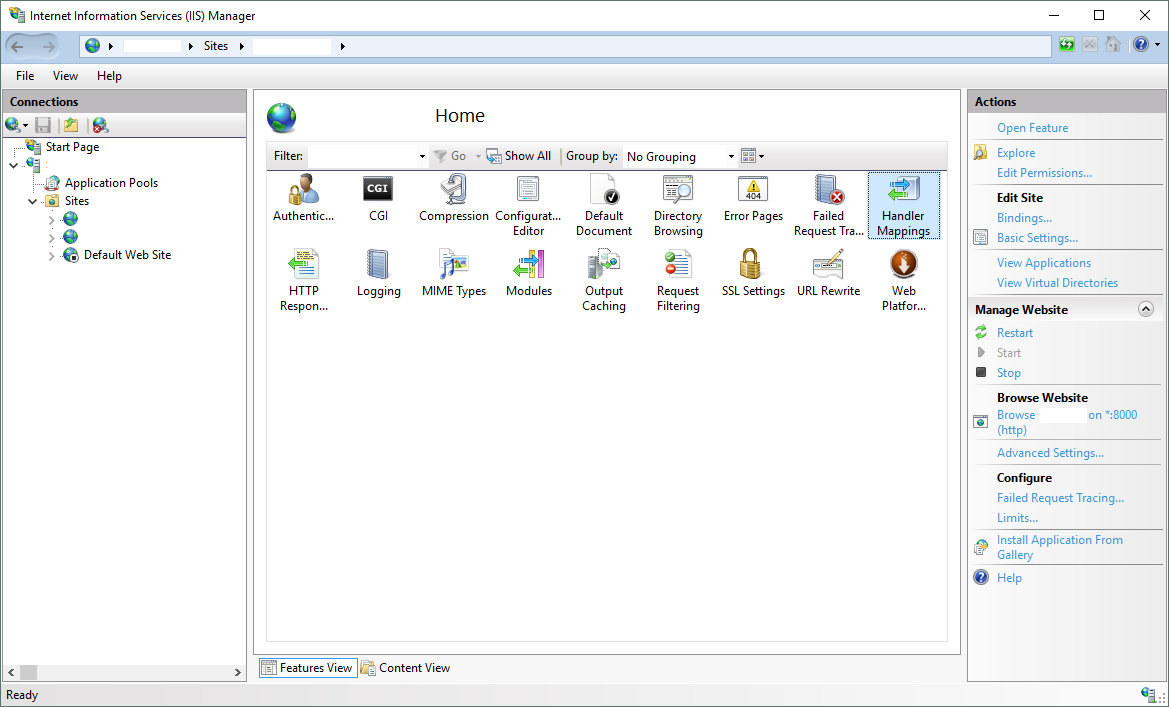 Internet Information Services (IIS) Manager
Sites
File View Help
Connections
Start Page
Application Pools
Sites
Default Web Site
Home
Filter: Go Show All Group by: No Grouping
Authentic...
CGI
Compression
Configurat...
Editor
Default
Document
Directory
Browsing
Error Pages
Failed
Request Tra...
Handler
Mappings
HTTP
Respon...
Logging
MIME Types
Modules
Output
Caching
Request
Filtering
SSL Settings
URL Rewrite
Web
Platfor...
CGI
404
Features View
Content View
Actions
Open Feature
Explore
Edit Permissions...
Edit Site
Bindings...
Basic Settings...
View Applications
View Virtual Directories
Manage Website
Restart
Start
Stop
Browse Website
Browse on *:8000
(http)
Advanced Settings...
Configure
Failed Request Tracing...
Limits...
Install Application From
Gallery
Help
Ready